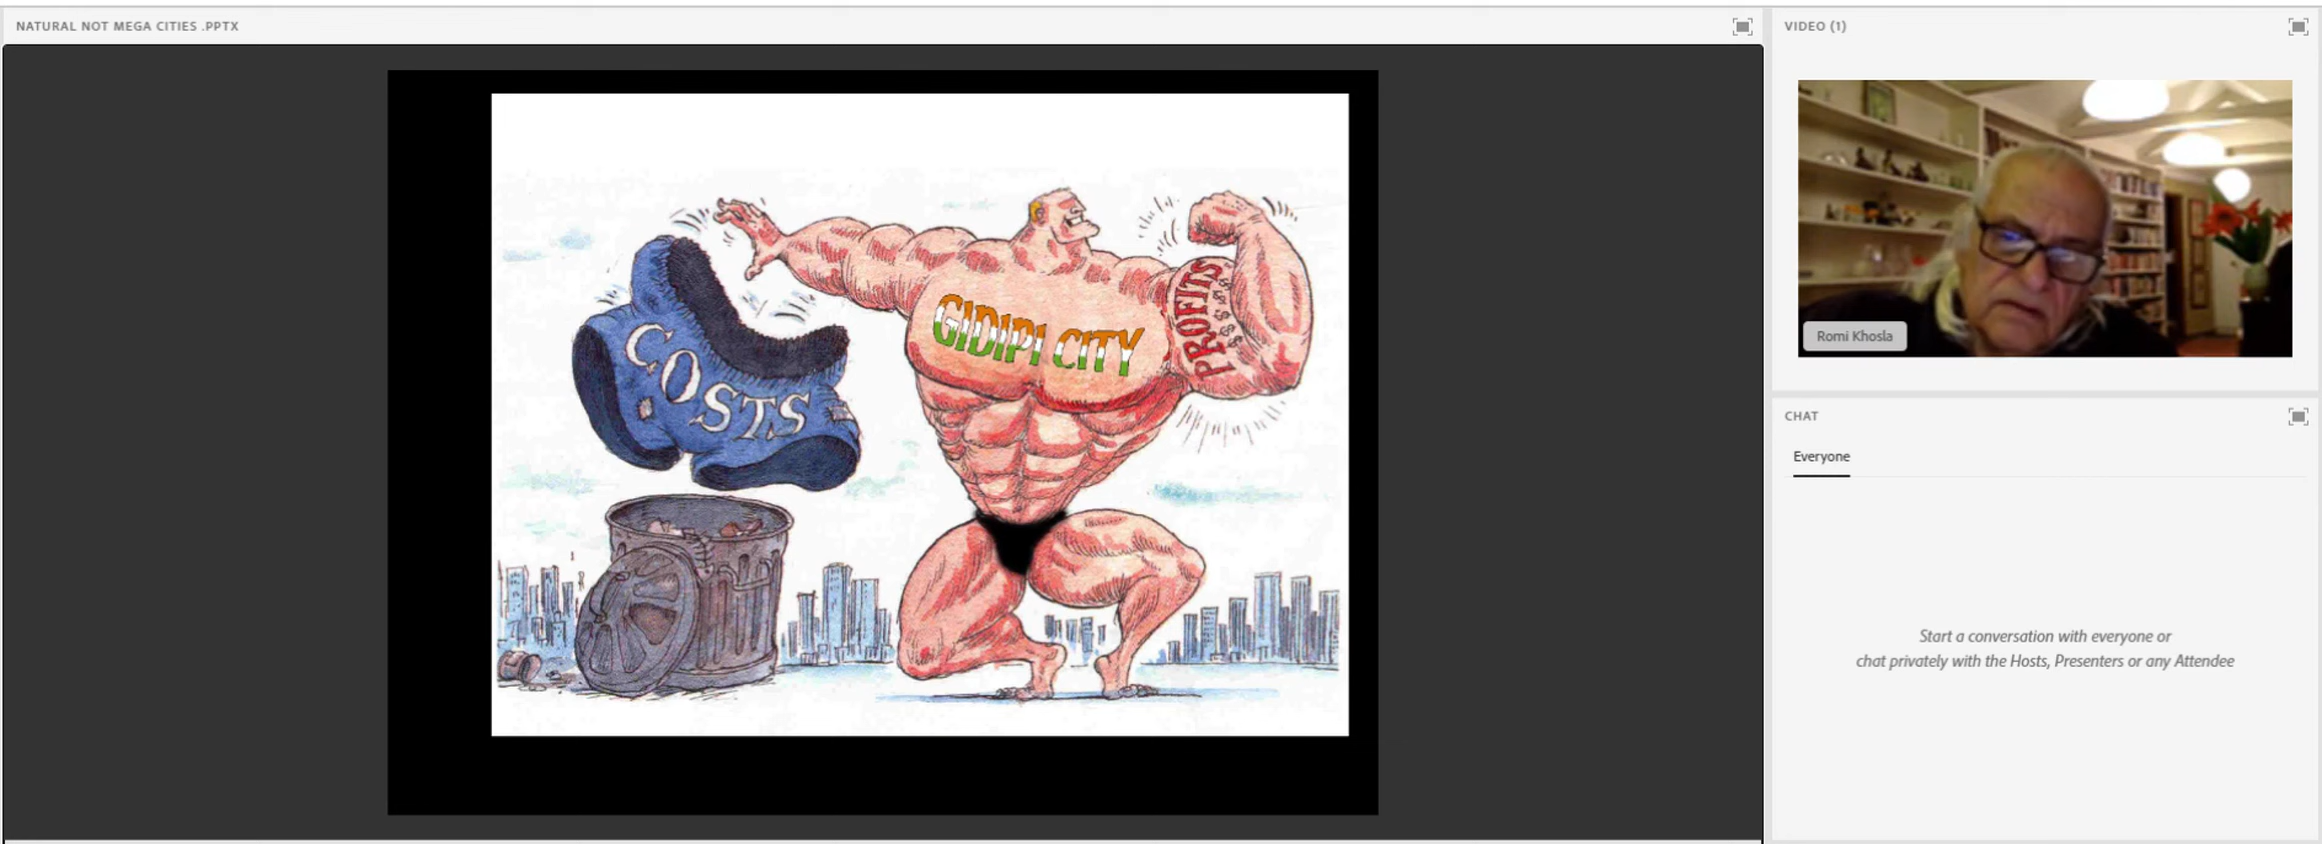 NATURAL NOT MEGA CITIES .PPTX
COSTS
GIDIPI CITY
PROFITS
$ $ $ $ $
VIDEO (1)
Romi Khosla
CHAT
Everyone
Start a conversation with everyone or
chat privately with the Hosts, Presenters or any Attendee